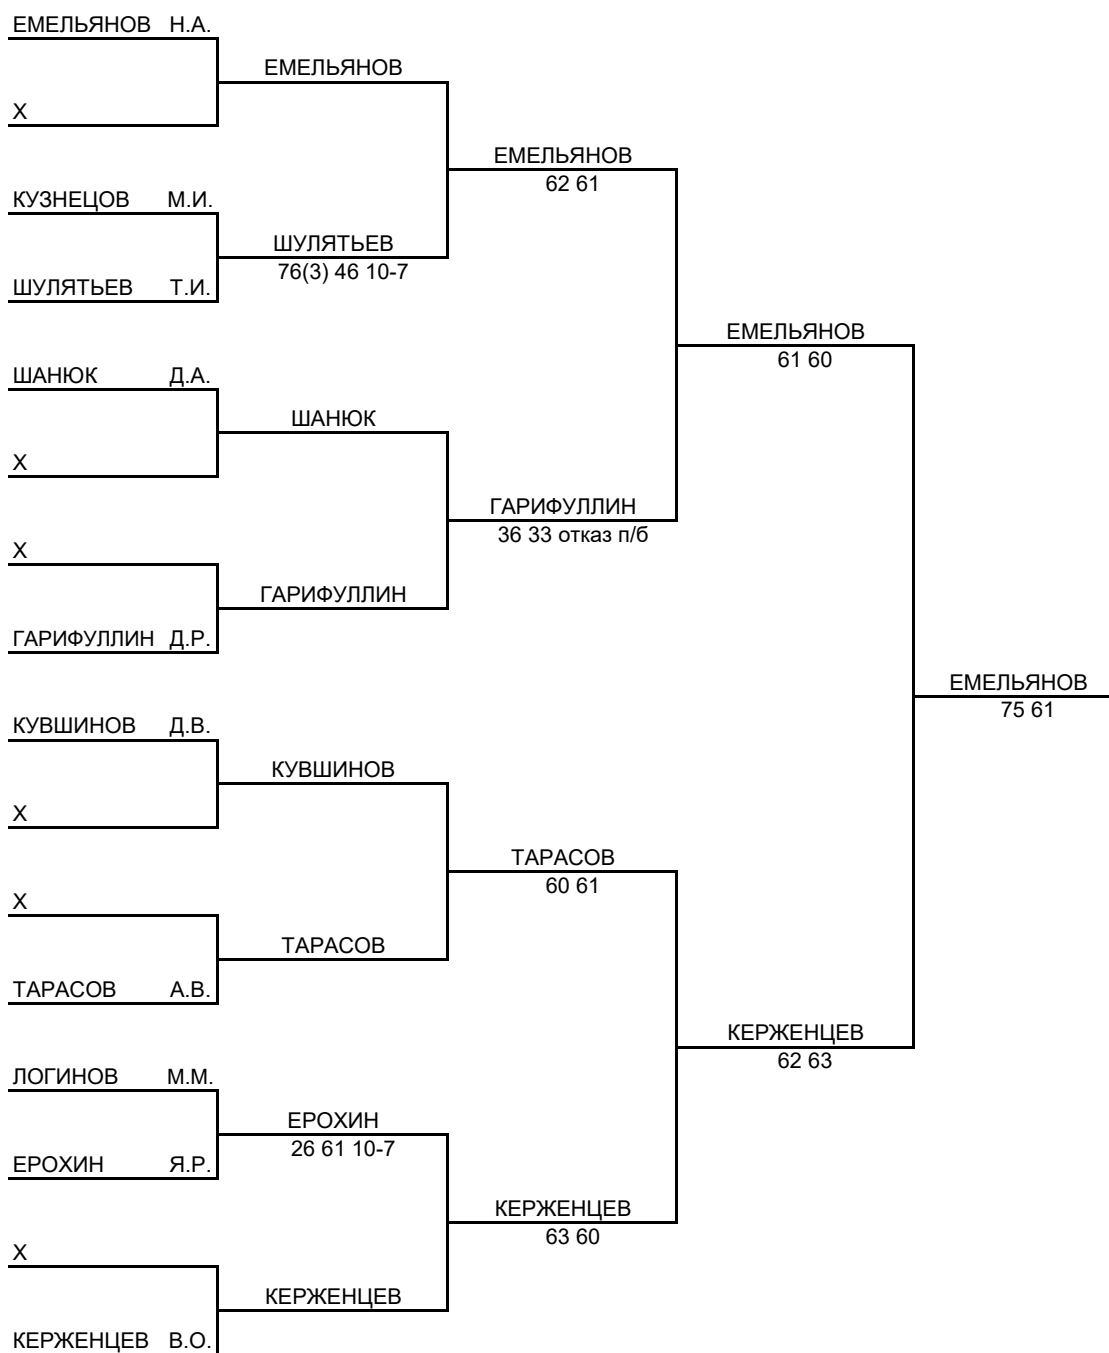 ЕМЕЛЬЯНОВ Н.А.
ЕМЕЛЬЯНОВ
Х
ЕМЕЛЬЯНОВ
62 61
КУЗНЕЦОВ М.И.
ШУЛЯТЬЕВ
76(3) 46 10-7
ШУЛЯТЬЕВ Т.И.
ЕМЕЛЬЯНОВ
61 60
ШАНЮК Д.А.
ШАНЮК
Х
ГАРИФУЛЛИН
36 33 отказ п/б
Х
ГАРИФУЛЛИН
ГАРИФУЛЛИН Д.Р.
ЕМЕЛЬЯНОВ
75 61
КУВШИНОВ Д.В.
КУВШИНОВ
Х
ТАРАСОВ
60 61
Х
ТАРАСОВ
ТАРАСОВ А.В.
КЕРЖЕНЦЕВ
62 63
ЛОГИНОВ М.М.
ЕРОХИН
26 61 10-7
ЕРОХИН Я.Р.
КЕРЖЕНЦЕВ
63 60
Х
КЕРЖЕНЦЕВ
КЕРЖЕНЦЕВ В.О.